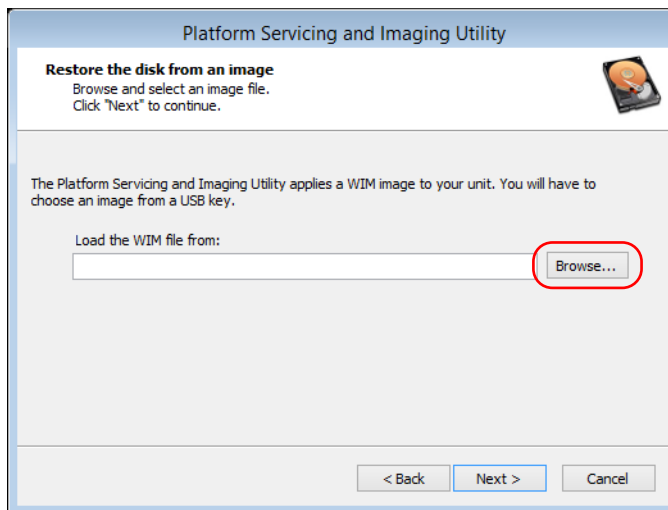 Platform Servicing and Imaging Utility
Restore the disk from an image
Browse and select an image file.
Click "Next" to continue.
The Platform Servicing and Imaging Utility applies a WIM image to your unit. You will have to
choose an image from a USB key.
Load the WIM file from:
Browse...
< Back Next > Cancel